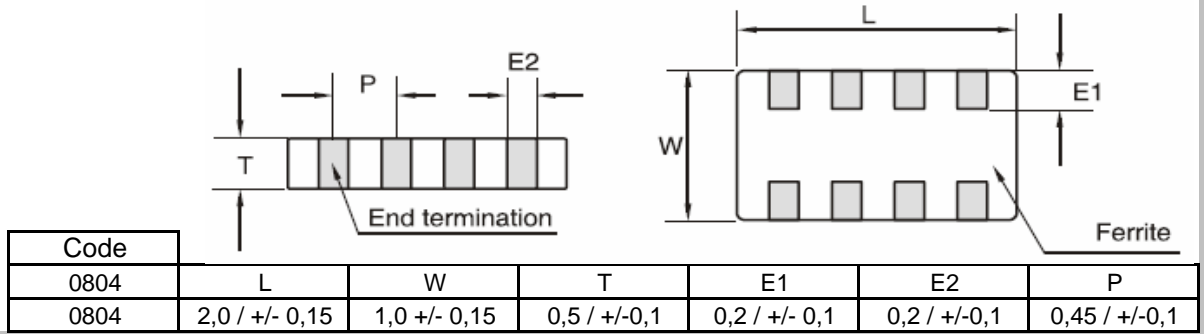 L
E2
P
E1
W
T
End termination
Ferrite
Code
0804 L W T E1 E2 P
0804 2,0 / +/- 0,15 1,0 +/- 0,15 0,5 / +/-0,1 0,2 / +/- 0,1 0,2 / +/-0,1 0,45 / +/-0,1